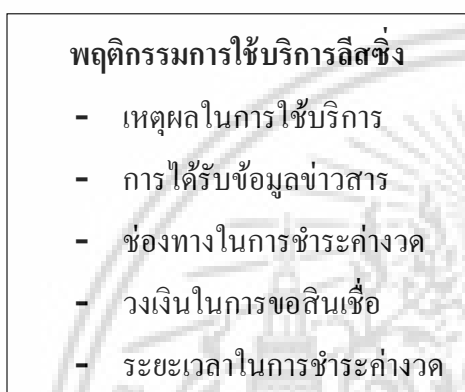 พฤติกรรมการใช้บริการลีสซิ่ง
- เหตุผลในการใช้บริการ
- การได้รับข้อมูลข่าวสาร
- ช่องทางในการชำระค่างวด
- วงเงินในการขอสินเชื่อ
- ระยะเวลาในการชำระค่างวด